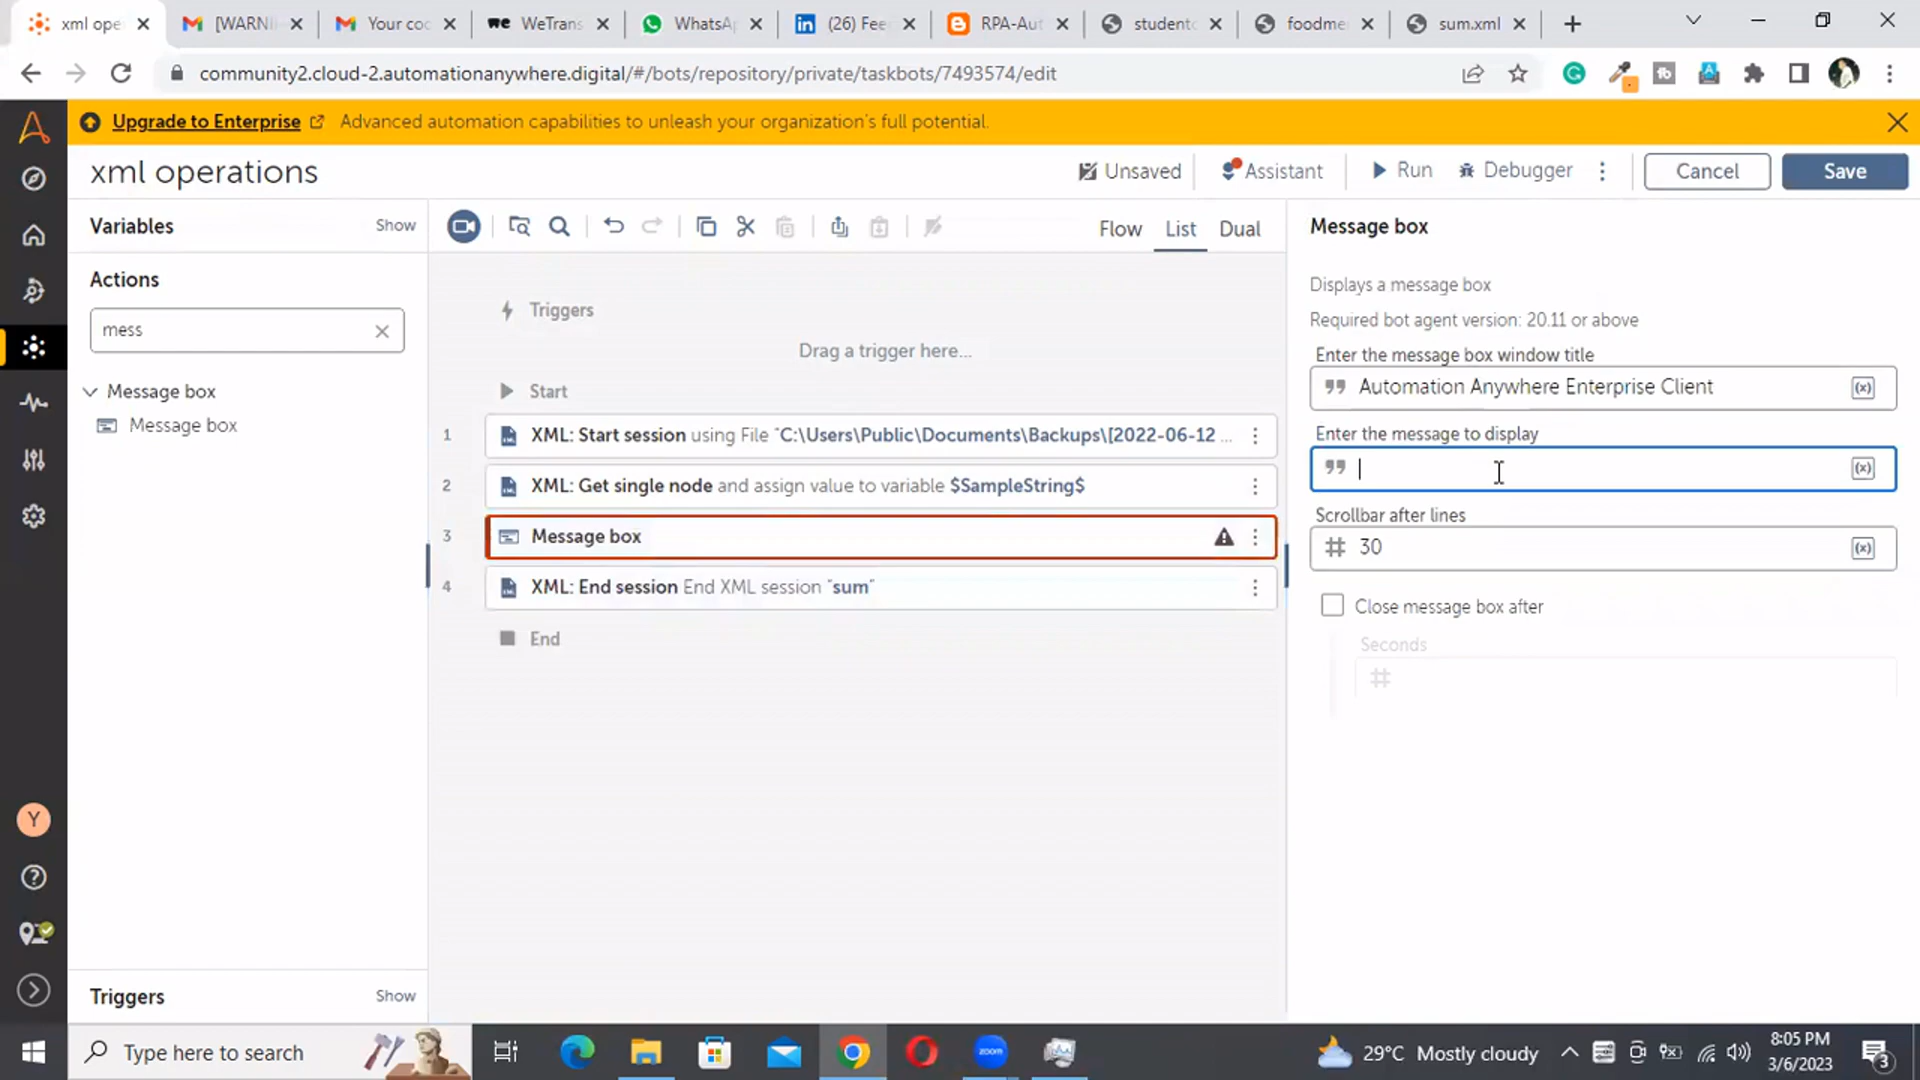 xml ope
[WARNI
Your coc
WeTrans
WhatsA
(26) Fee
RPA-Aut
studentc
foodme
sum.xml
community2.cloud-2.automationanywhere.digital/#/bots/repository/private/taskbots/7493574/edit
Upgrade to Enterprise Advanced automation capabilities to unleash your organization's full potential.
xml operations
Unsaved
Assistant
Run
Debugger
Cancel
Save
Variables
Show
Actions
mess
Message box
Message box
Triggers
Show
Flow
List
Dual
Triggers
Drag a trigger here...
Start
1 XML: Start session using File "C:\Users\Public\Documents\Backups\[2022-06-12 ...
2 XML: Get single node and assign value to variable $SampleString$
3 Message box
4 XML: End session End XML session "sum"
End
Message box
Displays a message box
Required bot agent version: 20.11 or above
Enter the message box window title
Automation Anywhere Enterprise Client
(x)
Enter the message to display
(x)
Scrollbar after lines
30
(x)
Close message box after
Seconds
Y
Type here to search
zoom
29°C Mostly cloudy
8:05 PM
3/6/2023
3